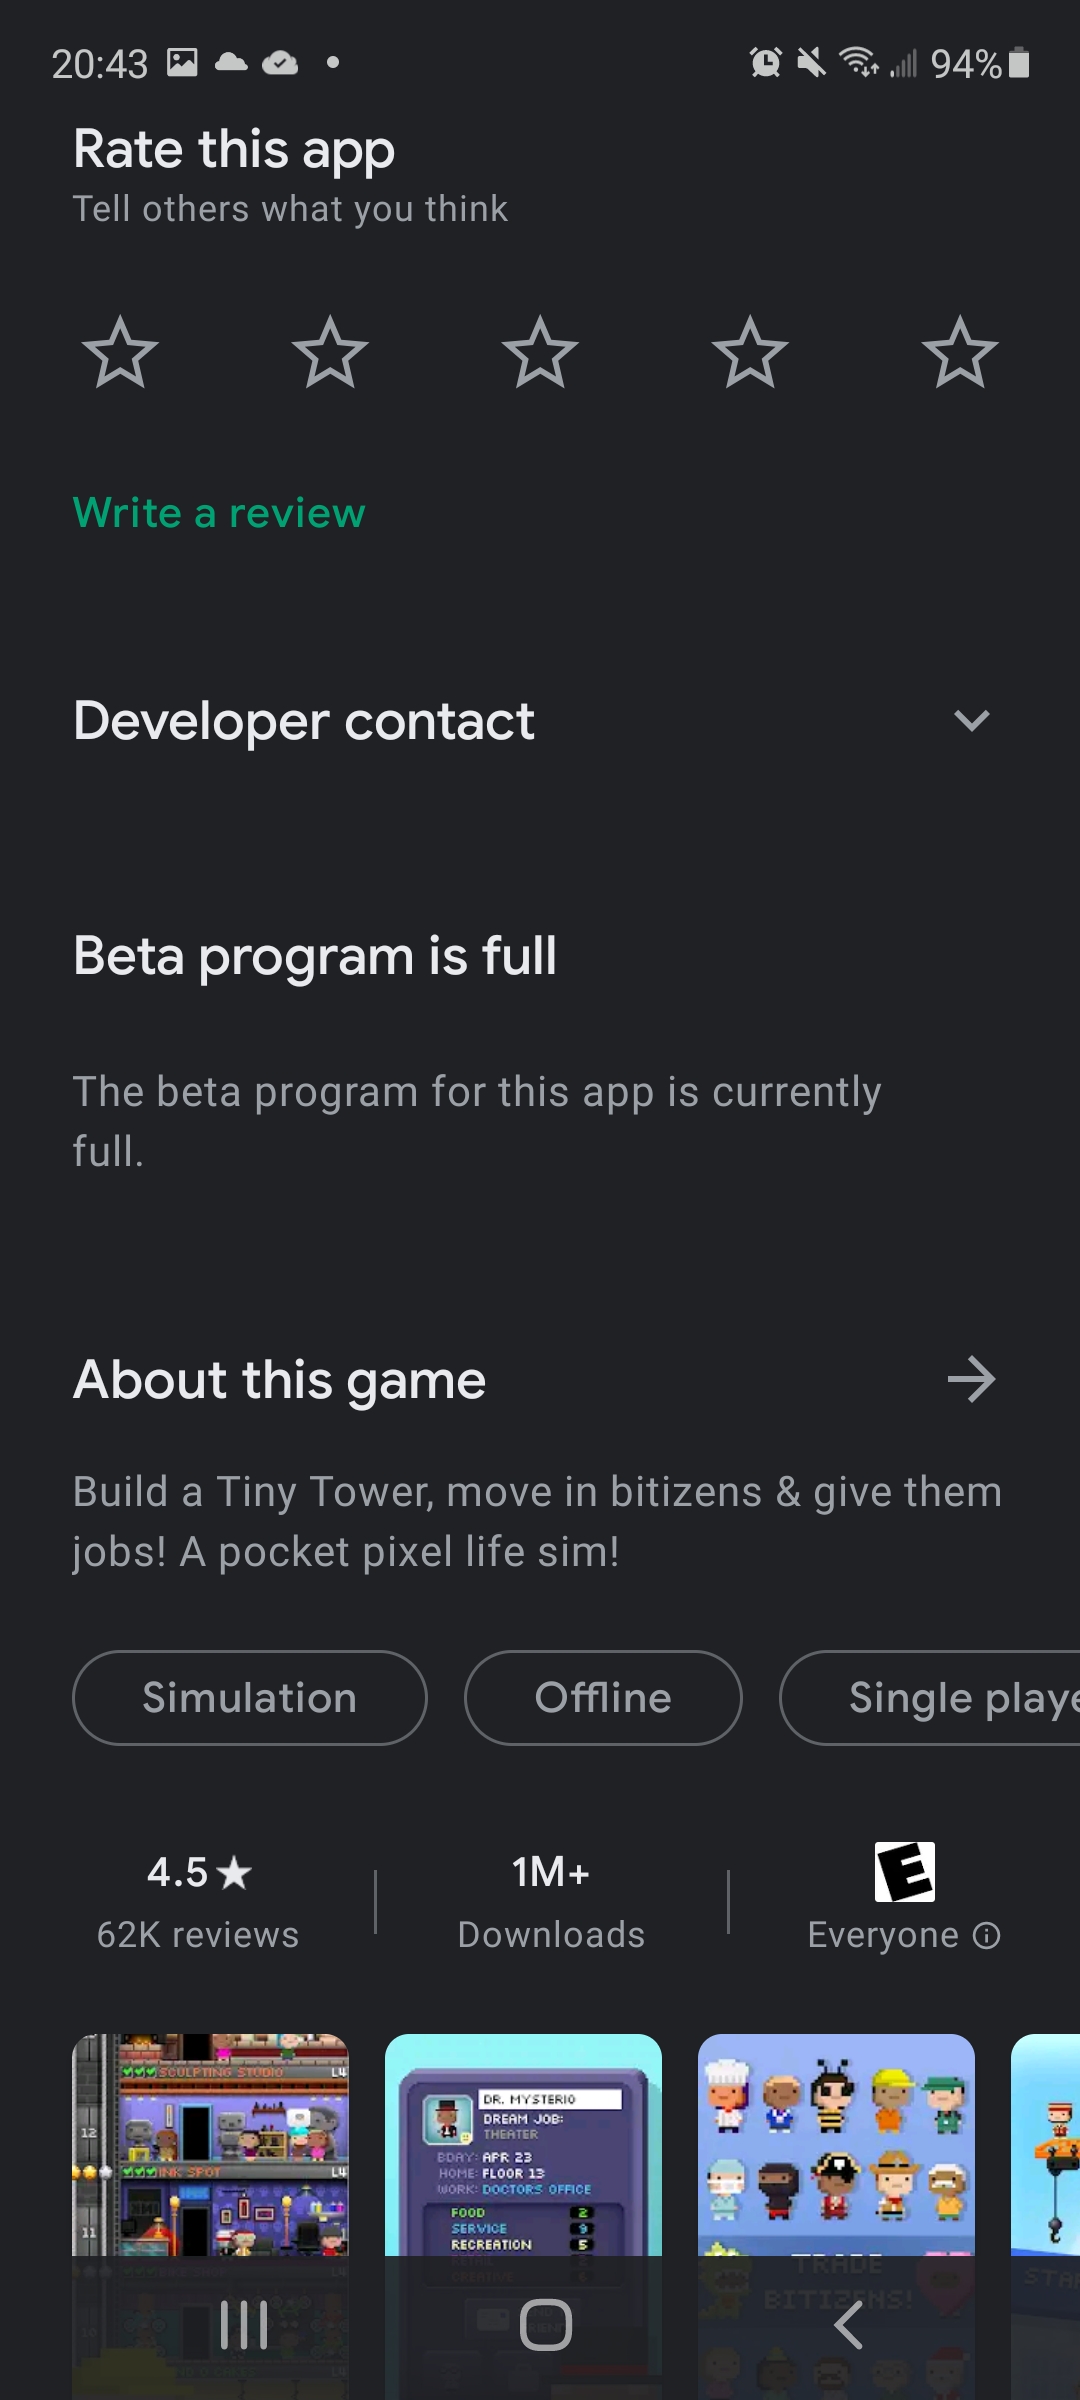 20:43
94%
Rate this app
Tell others what you think
Write a review
Developer contact
Beta program is full
The beta program for this app is currently
full.
About this game
Build a Tiny Tower, move in bitizens & give them
jobs! A pocket pixel life sim!
Simulation
Offline
Single playe
4.5★
1M+
E
62K reviews
Downloads
Everyone
SCULPTING STUDIO L4
12
INK SPOT L4
11
10
DR. MYSTERIO
DREAM JOB:
THEATER
BDAY: APR 23
HOME: FLOOR 13
WORK: DOCTORS OFFICE
FOOD 2
SERVICE 9
RECREATION 5
TRADE
BITIZENS!
STAR